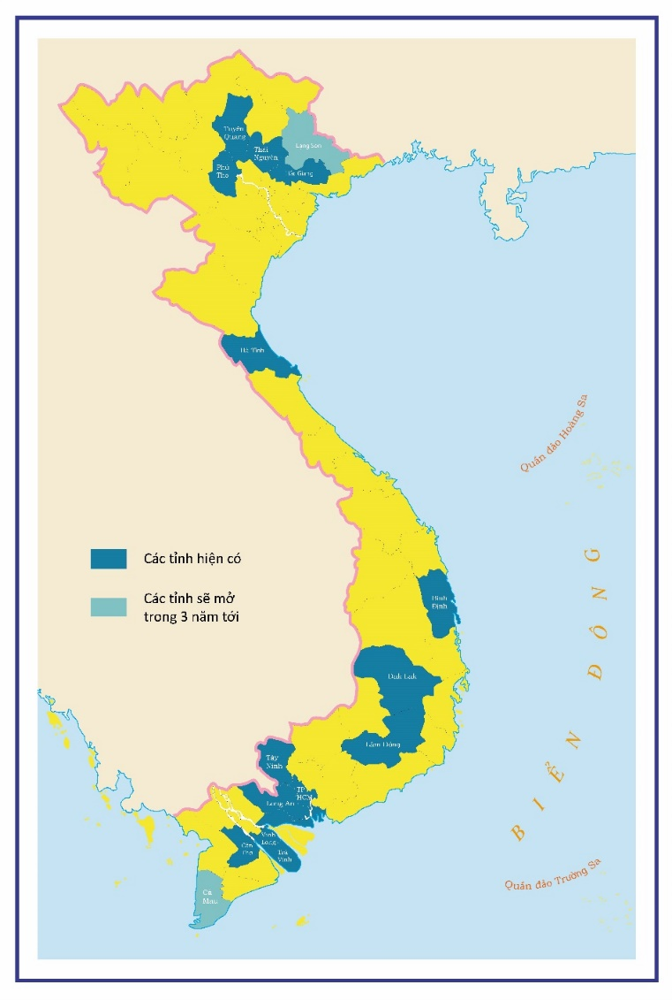 Tuyên
Quang
Thái
Nguyên
Lạng Sơn
Phú
Thọ
Bắc Giang
Hà Tĩnh
Quần đảo Hoàng Sa
Các tỉnh hiện có
Các tỉnh sẽ mở
trong 3 năm tới
Bình
Định
BIỂN ĐÔNG
Đắk Lắk
Lâm Đồng
Tây
Ninh
TP
HCM
Long An
Vĩnh
Long
Cần
Thơ
Trà
Vinh
Quần đảo Trường Sa
Cà
Mau